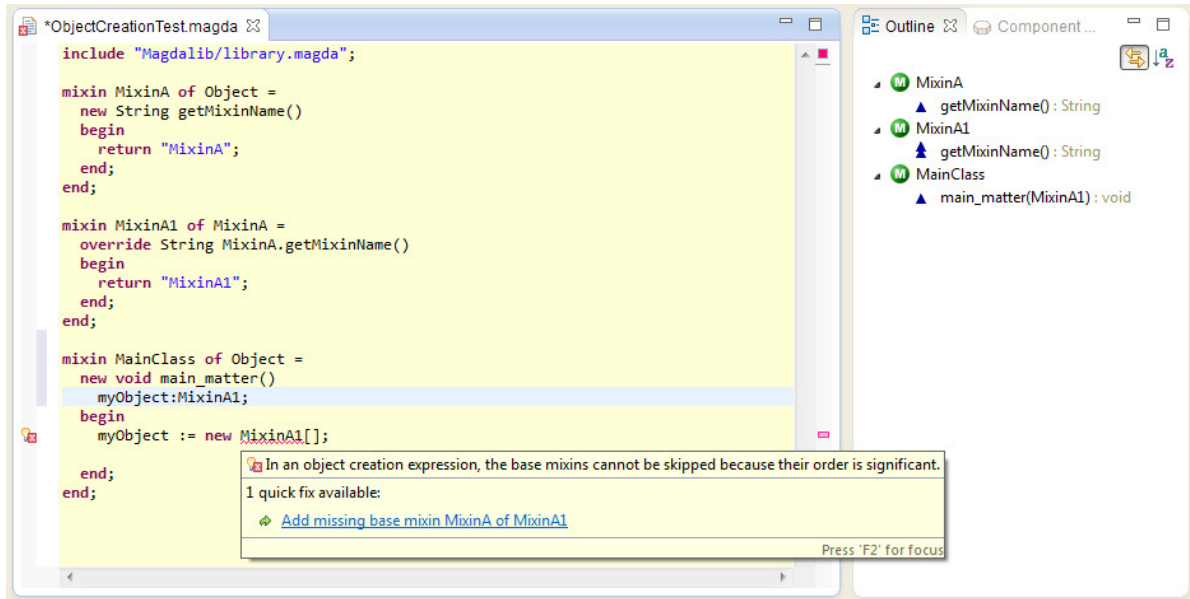 *ObjectCreationTest.magda
include "Magdalib/library.magda";
mixin MixinA of Object =
new String getMixinName()
begin
return "MixinA";
end;
end;
mixin MixinA1 of MixinA =
override String MixinA.getMixinName()
begin
return "MixinA1";
end;
end;
mixin MainClass of Object =
new void main_matter()
myObject:MixinA1;
begin
myObject := new MixinA1[];
end;
end;
In an object creation expression, the base mixins cannot be skipped because their order is significant.
1 quick fix available:
Add missing base mixin MixinA of MixinA1
Press 'F2' for focus
Outline Component ...
a
z
M MixinA
getMixinName() : String
M MixinA1
getMixinName() : String
M MainClass
main_matter(MixinA1) : void